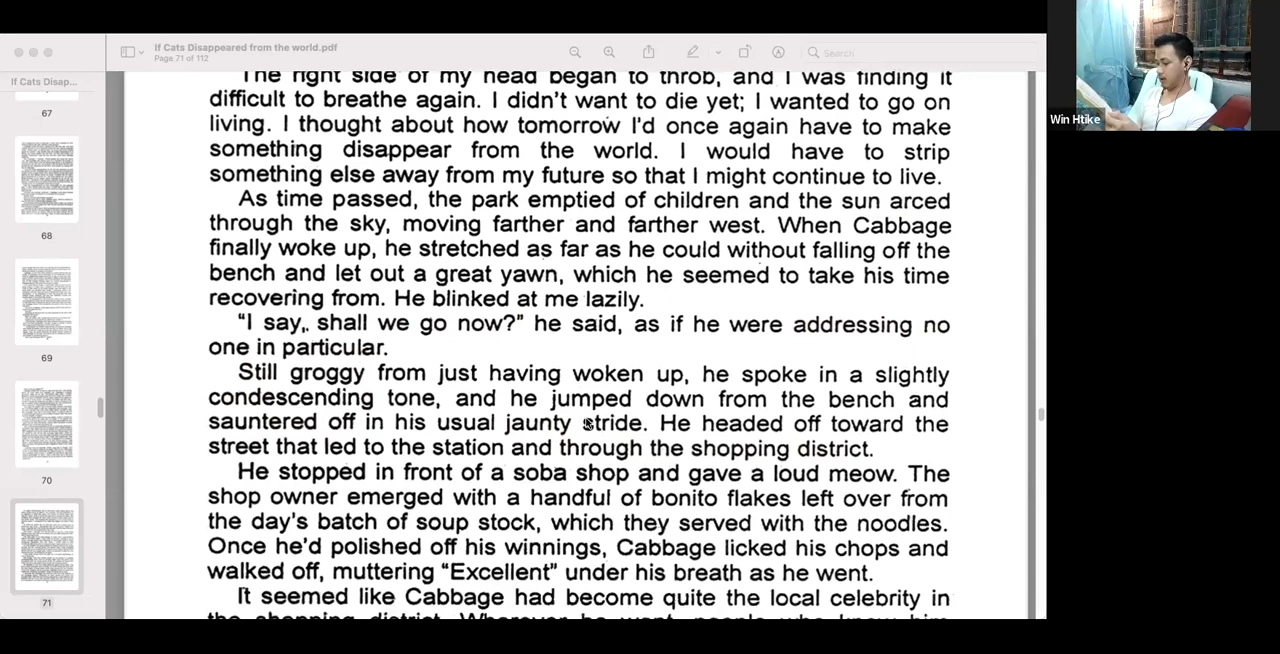 If Cats Disappeared from the world.pdf
Page 71 of 112
Search
If Cats Disap...
67
68
69
70
71
Win Htike
The right side of my head began to throb, and I was finding it
difficult to breathe again. I didn't want to die yet; I wanted to go on
living. I thought about how tomorrow I'd once again have to make
something disappear from the world. I would have to strip
something else away from my future so that I might continue to live.
As time passed, the park emptied of children and the sun arced
through the sky, moving farther and farther west. When Cabbage
finally woke up, he stretched as far as he could without falling off the
bench and let out a great yawn, which he seemed to take his time
recovering from. He blinked at me lazily.
"I say,. shall we go now?" he said, as if he were addressing no
one in particular.
Still groggy from just having woken up, he spoke in a slightly
condescending tone, and he jumped down from the bench and
sauntered off in his usual jaunty stride. He headed off toward the
street that led to the station and through the shopping district.
He stopped in front of a soba shop and gave a loud meow. The
shop owner emerged with a handful of bonito flakes left over from
the day's batch of soup stock, which they served with the noodles.
Once he'd polished off his winnings, Cabbage licked his chops and
walked off, muttering "Excellent" under his breath as he went.
It seemed like Cabbage had become quite the local celebrity in
the shopping district. Wherever he went, people who knew him